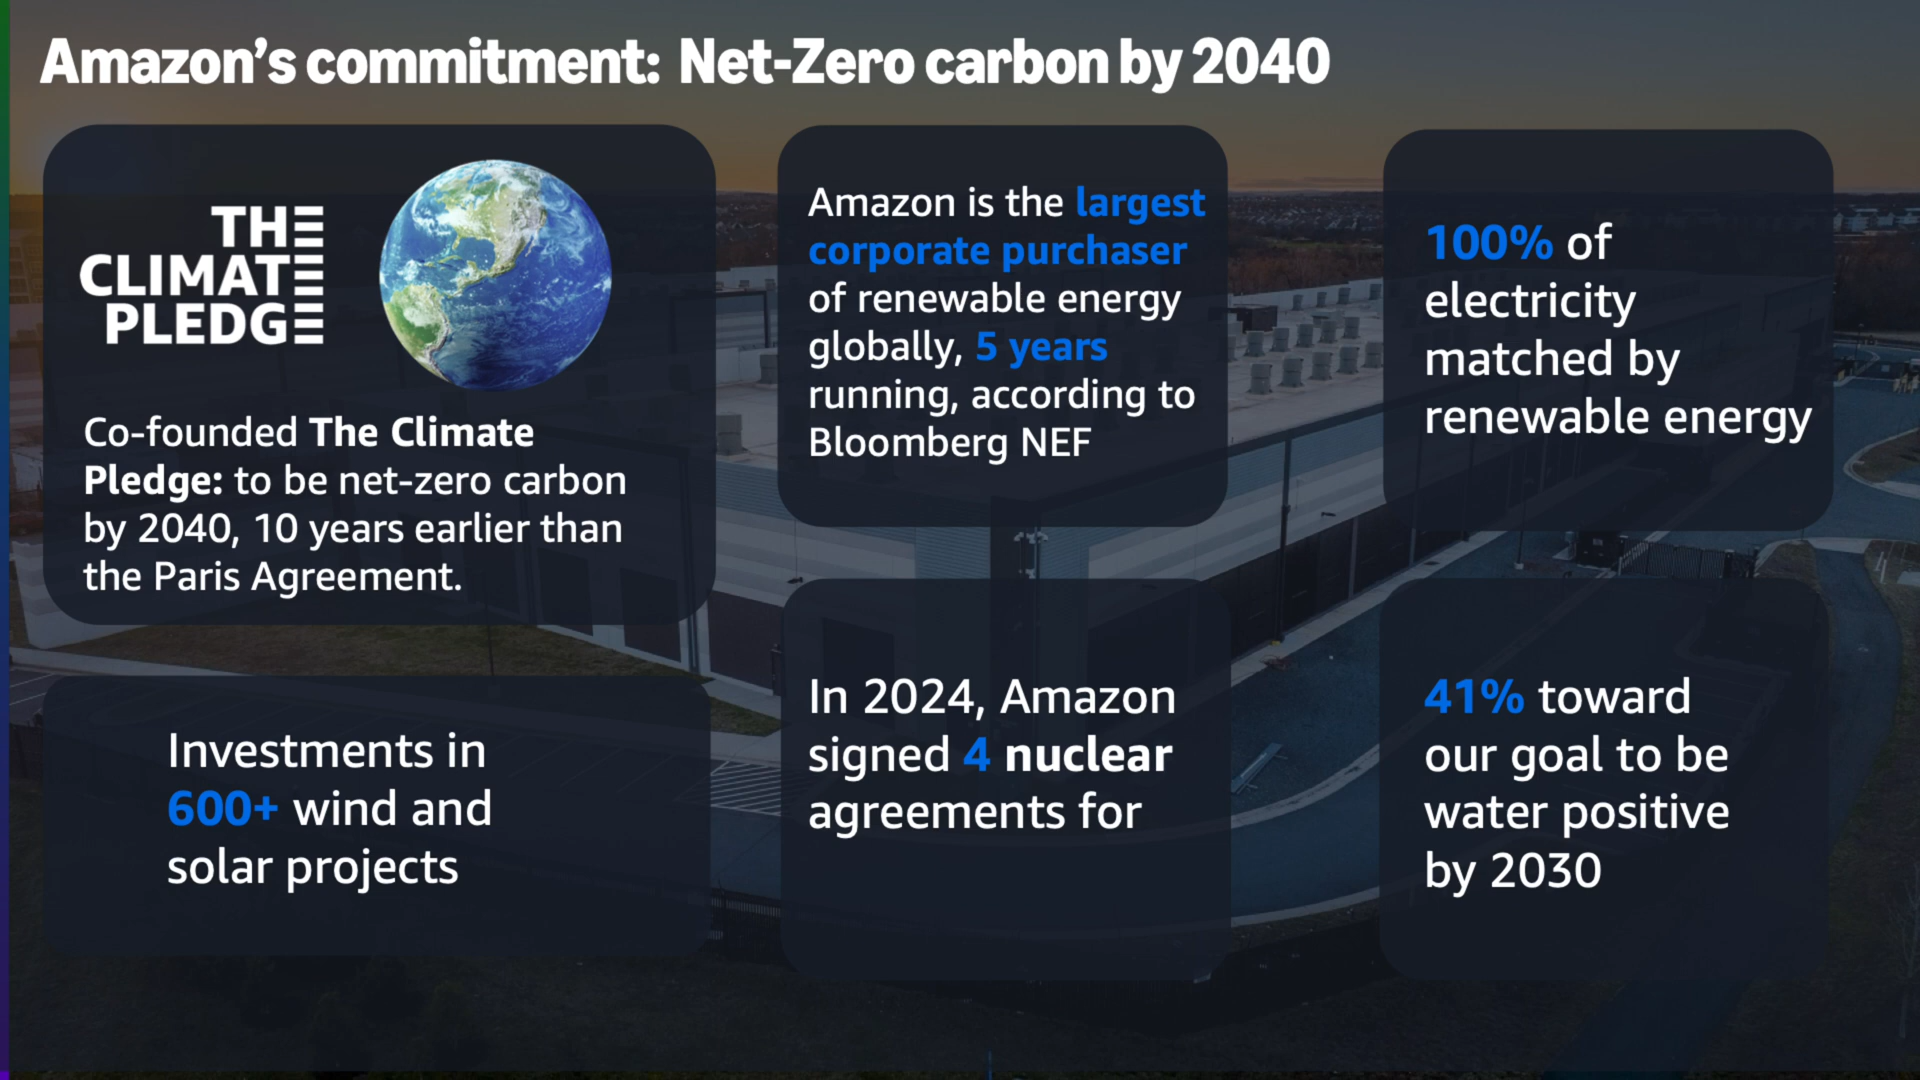 Amazon's commitment: Net-Zero carbon by 2040
THE
CLIMATE
PLEDGE
Co-founded The Climate
Pledge: to be net-zero carbon
by 2040, 10 years earlier than
the Paris Agreement.
Amazon is the largest
corporate purchaser
of renewable energy
globally, 5 years
running, according to
Bloomberg NEF
100% of
electricity
matched by
renewable energy
Investments in
600+ wind and
solar projects
In 2024, Amazon
signed 4 nuclear
agreements for
41% toward
our goal to be
water positive
by 2030